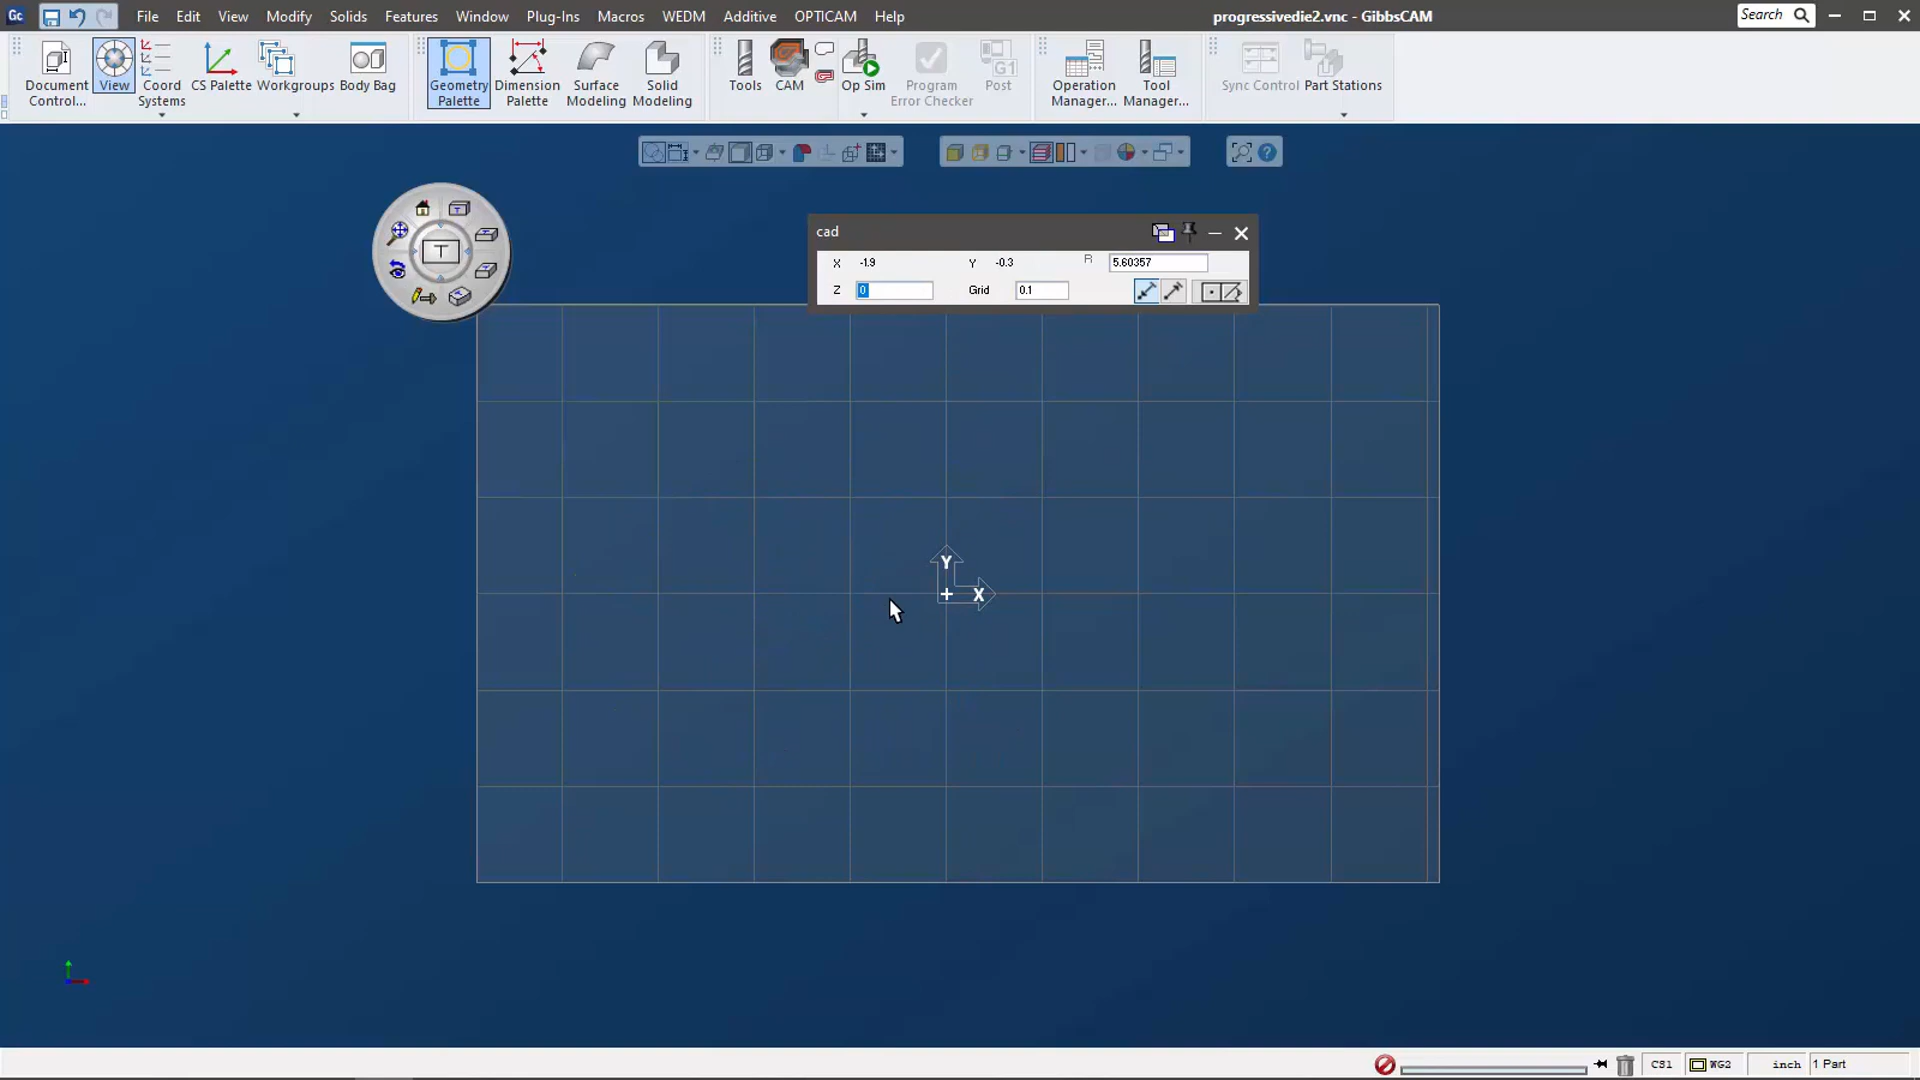 Gc File Edit View Modify Solids Features Window Plug-Ins Macros WEDM Additive OPTICAM Help progressivedie2.vnc - GibbsCAM Search
Document Control... View Coord Systems CS Palette Workgroups Body Bag Geometry Palette Dimension Palette Surface Modeling Solid Modeling Tools CAM Op Sim Program Error Checker G1 Post Operation Manager... Tool Manager... Sync Control Part Stations
T
cad
X -1.9 Y -0.3 R 5.60357
Z 0 Grid 0.1
Y
X
CS1 WG2 inch 1 Part